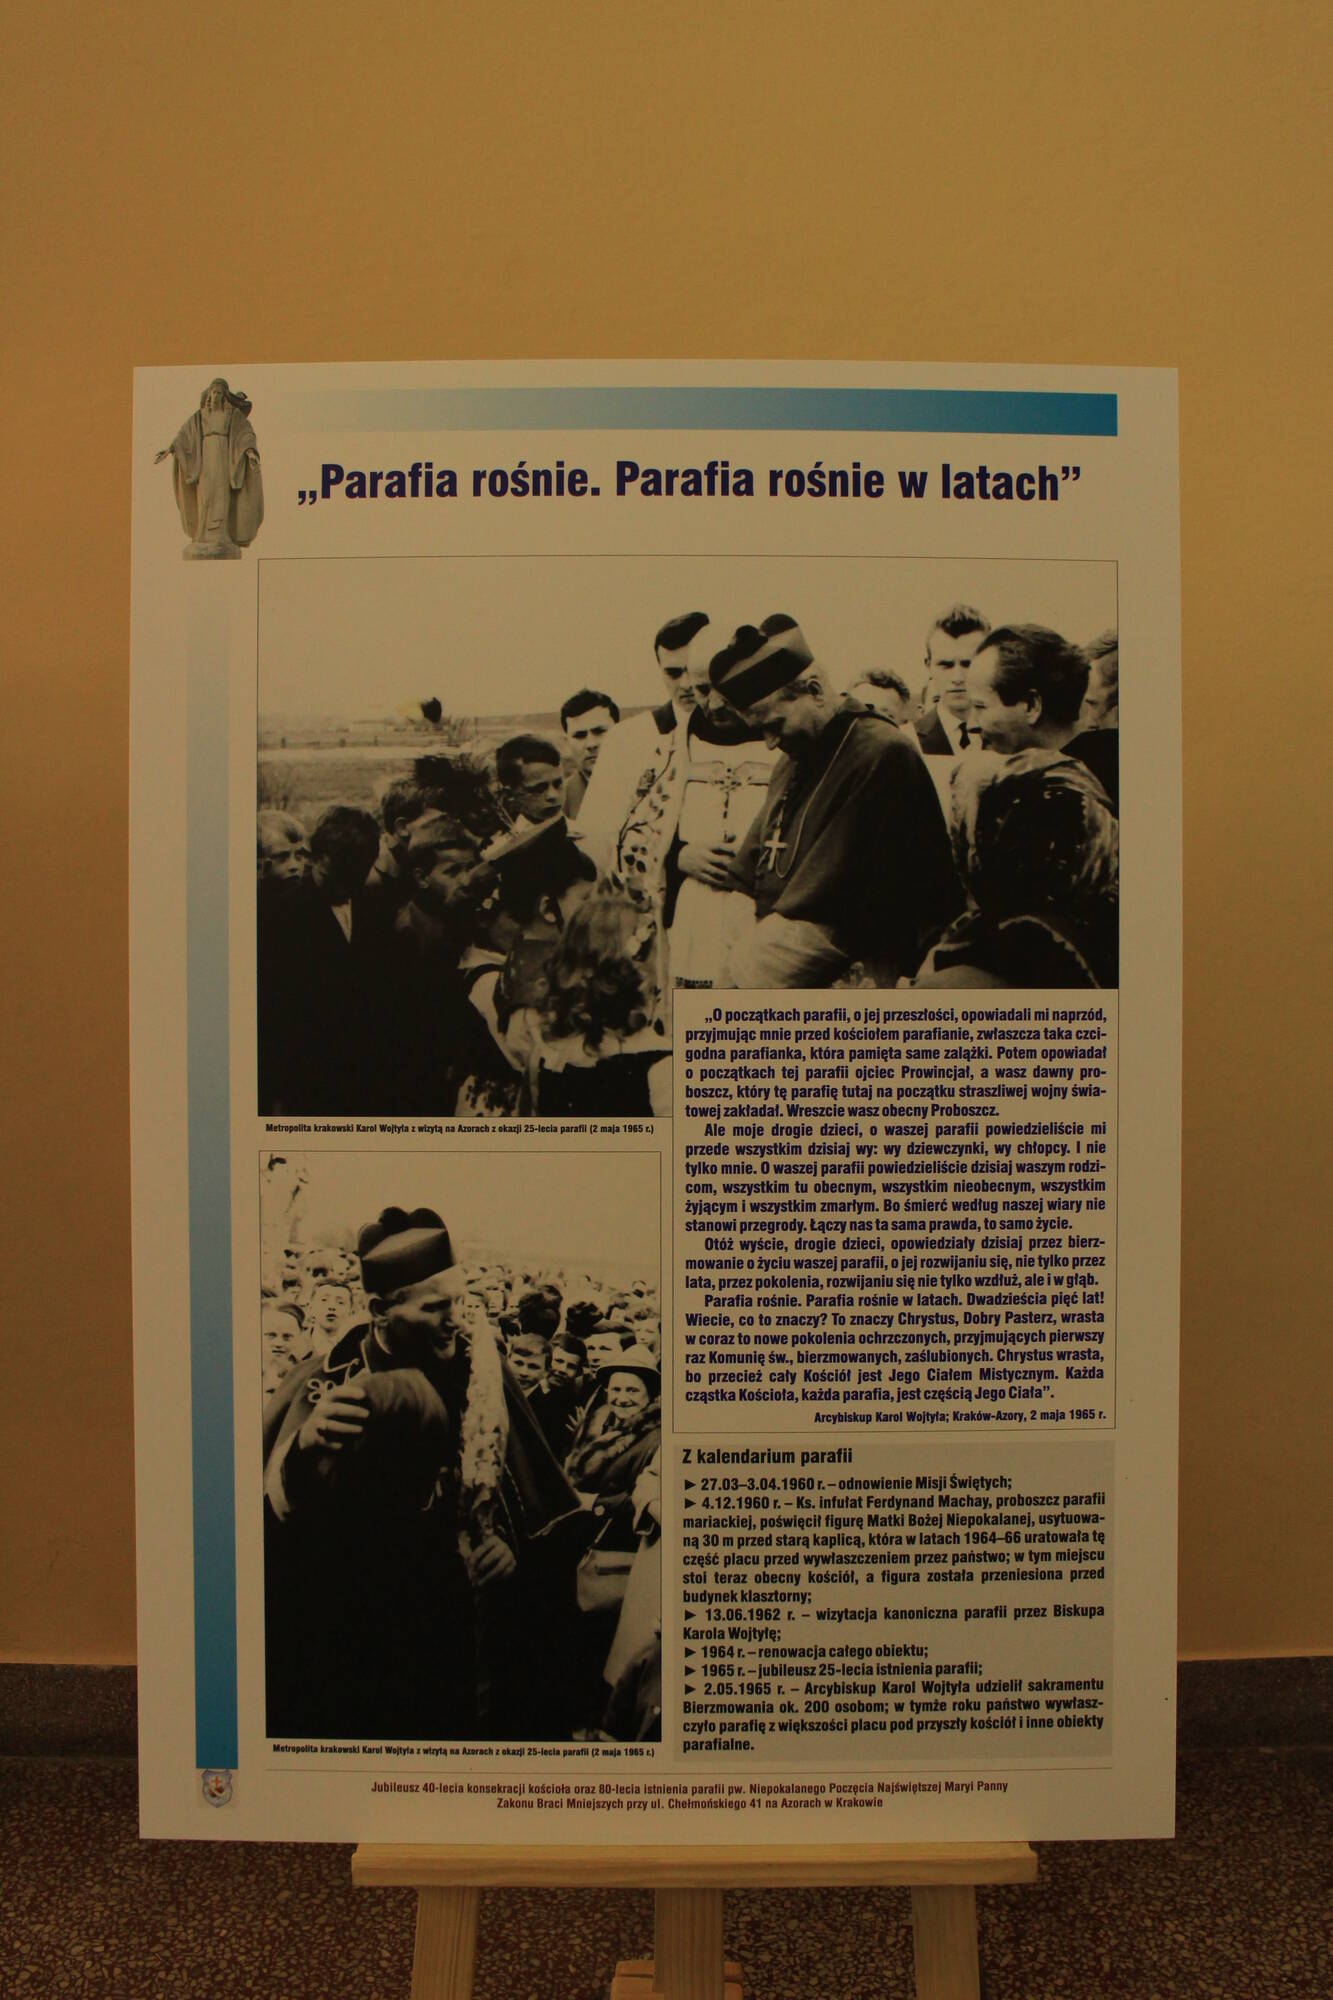 „Parafia rośnie. Parafia rośnie w latach”
Metropolita krakowski Karol Wojtyła z wizytą na Azorach z okazji 25-lecia parafii (2 maja 1965 r.)
„O początkach parafii, o jej przeszłości, opowiadali mi naprzód,
przyjmując mnie przed kościołem parafianie, zwłaszcza taka czci-
godna parafianka, która pamięta same zalążki. Potem opowiadał
o początkach tej parafii ojciec Prowincjał, a wasz dawny pro-
boszcz, który tę parafię tutaj na początku straszliwej wojny świa-
towej zakładał. Wreszcie wasz obecny Proboszcz.
Ale moje drogie dzieci, o waszej parafii powiedzieliście mi
przede wszystkim dzisiaj wy: wy dziewczynki, wy chłopcy. I nie
tylko mnie. O waszej parafii powiedzieliście dzisiaj waszym rodzi-
com, wszystkim tu obecnym, wszystkim nieobecnym, wszystkim
żyjącym i wszystkim zmarłym. Bo śmierć według naszej wiary nie
stanowi przegrody. Łączy nas ta sama prawda, to samo życie.
Otóż wyście, drogie dzieci, opowiedziały dzisiaj przez bierz-
mowanie o życiu waszej parafii, o jej rozwijaniu się, nie tylko przez
lata, przez pokolenia, rozwijaniu się nie tylko wzdłuż, ale i w głąb.
Parafia rośnie. Parafia rośnie w latach. Dwadzieścia pięć lat!
Wiecie, co to znaczy? To znaczy Chrystus, Dobry Pasterz, wrasta
w coraz to nowe pokolenia ochrzczonych, przyjmujących pierwszy
raz Komunię św., bierzmowanych, zaślubionych. Chrystus wrasta,
bo przecież cały Kościół jest Jego Ciałem Mistycznym. Każda
cząstka Kościoła, każda parafia, jest częścią Jego Ciała”.
Arcybiskup Karol Wojtyła; Kraków-Azory, 2 maja 1965 r.
Metropolita krakowski Karol Wojtyła z wizytą na Azorach z okazji 25-lecia parafii (2 maja 1965 r.)
Z kalendarium parafii
► 27.03–3.04.1960 r. – odnowienie Misji Świętych;
► 4.12.1960 r. – Ks. infułat Ferdynand Machay, proboszcz parafii
mariackiej, poświęcił figurę Matki Bożej Niepokalanej, usytuowa-
ną 30 m przed starą kaplicą, która w latach 1964–66 uratowała tę
część placu przed wywłaszczeniem przez państwo; w tym miejscu
stoi teraz obecny kościół, a figura została przeniesiona przed
budynek klasztorny;
► 13.06.1962 r. – wizytacja kanoniczna parafii przez Biskupa
Karola Wojtyłę;
► 1964 r. – renowacja całego obiektu;
► 1965 r. – jubileusz 25-lecia istnienia parafii;
► 2.05.1965 r. – Arcybiskup Karol Wojtyła udzielił sakramentu
Bierzmowania ok. 200 osobom; w tymże roku państwo wywłasz-
czyło parafię z większości placu pod przyszły kościół i inne obiekty
parafialne.
Jubileusz 40-lecia konsekracji kościoła oraz 80-lecia istnienia parafii pw. Niepokalanego Poczęcia Najświętszej Maryi Panny
Zakonu Braci Mniejszych przy ul. Chełmońskiego 41 na Azorach w Krakowie